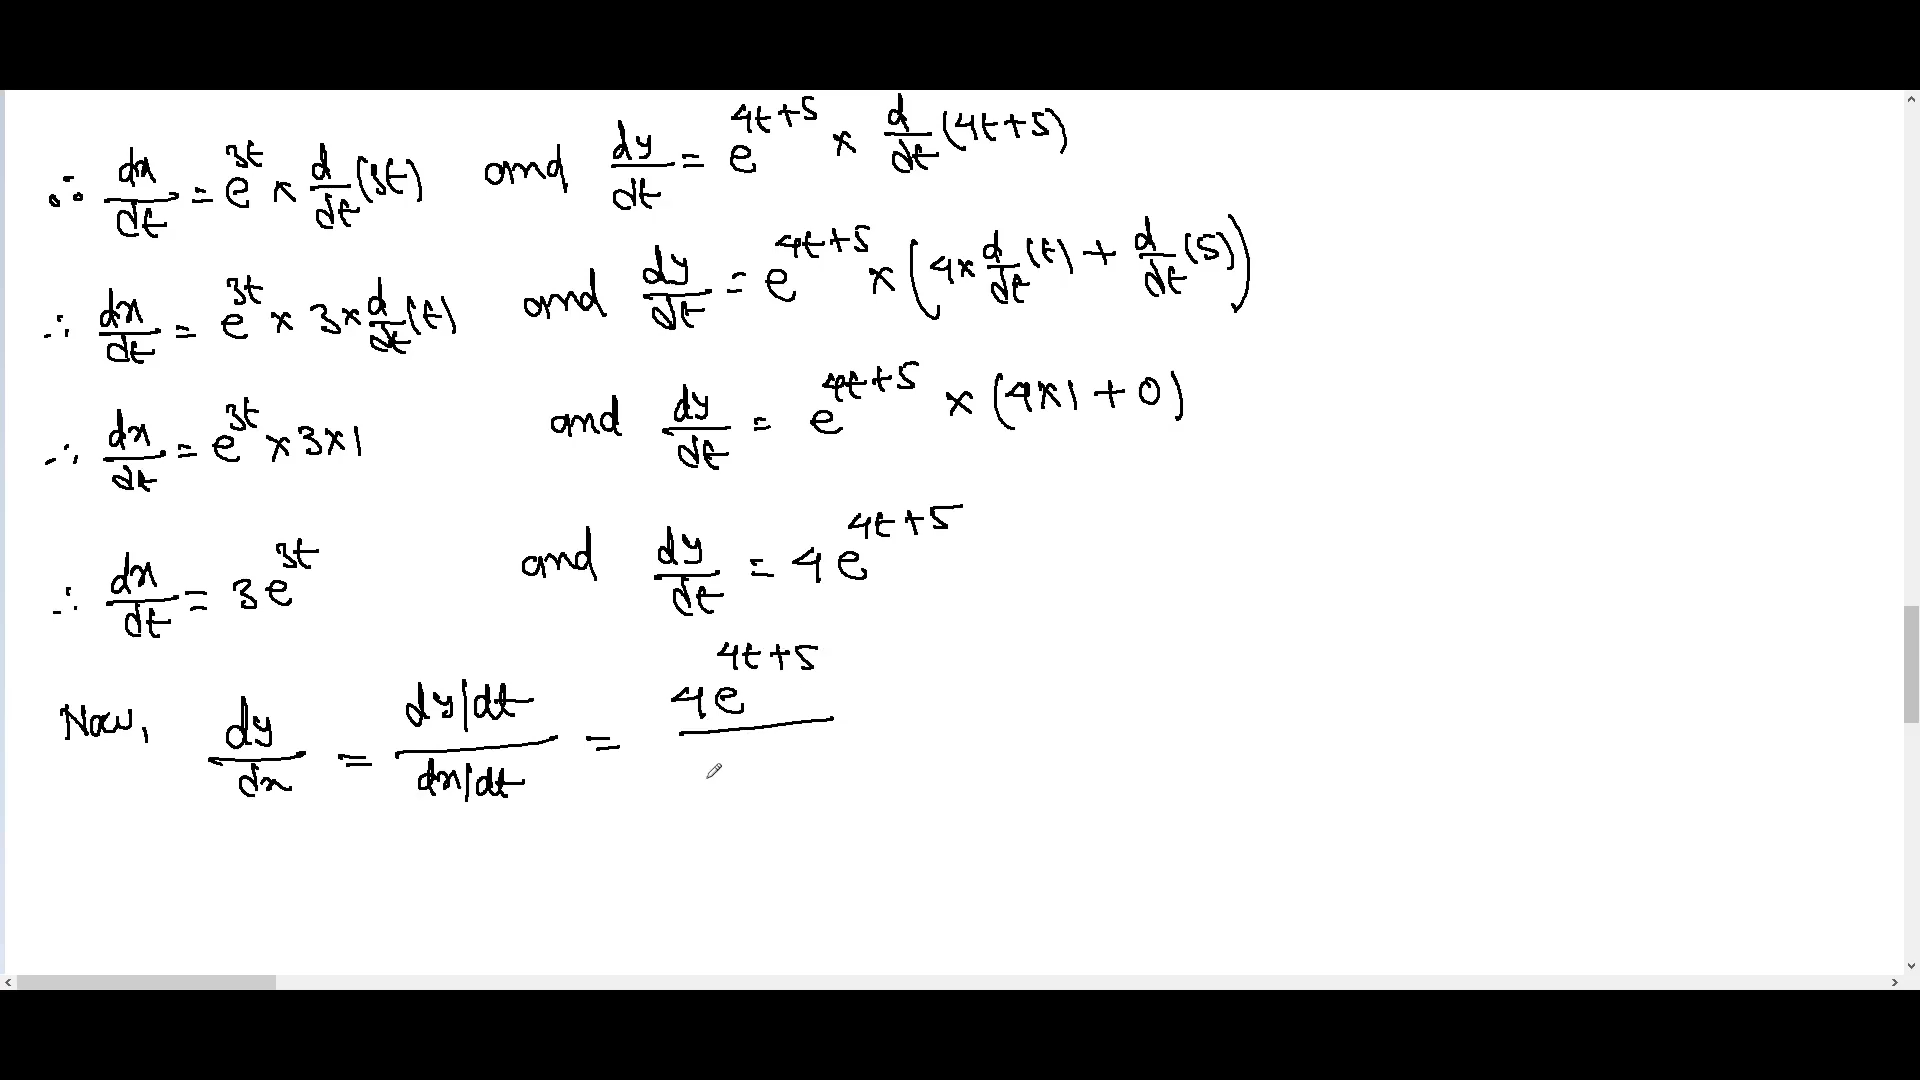 ∴ dx/dt = e^3t × d/dt (3t) and dy/dt = e^4t+5 × d/dt (4t+5)
∴ dx/dt = e^3t × 3 × d/dt (t) and dy/dt = e^4t+5 × (4 × d/dt (t) + d/dt (5))
∴ dx/dt = e^3t × 3 × 1 and dy/dt = e^4t+5 × (4×1 + 0)
∴ dx/dt = 3e^3t and dy/dt = 4e^4t+5
Now, dy/dx = dy/dt / dx/dt = 4e^4t+5 /